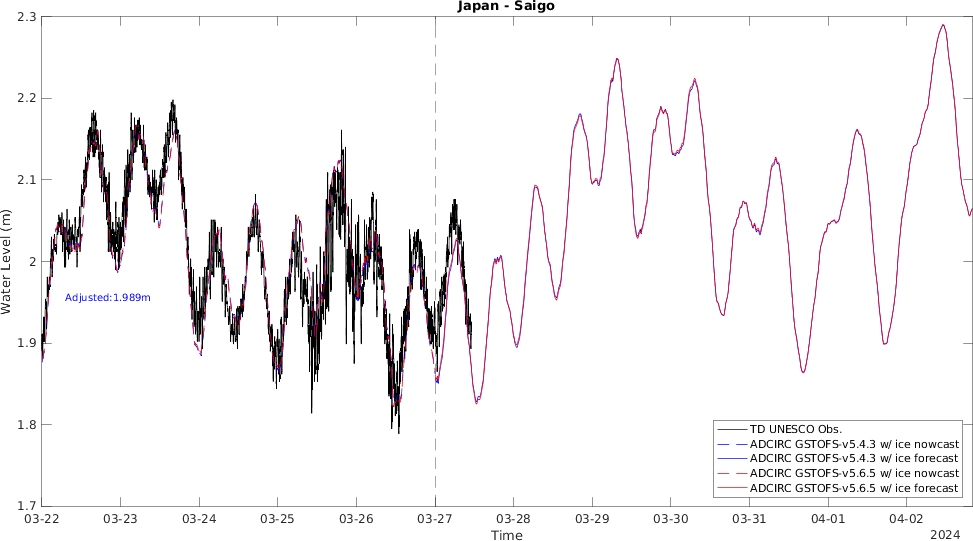 Japan - Saigo
2.3
2.2
2.1
2
1.9
1.8
1.7
Water Level (m)
Adjusted:1.989m
TD UNESCO Obs.
ADCIRC GSTOFS-v5.4.3 w/ ice nowcast
ADCIRC GSTOFS-v5.4.3 w/ ice forecast
ADCIRC GSTOFS-v5.6.5 w/ ice nowcast
ADCIRC GSTOFS-v5.6.5 w/ ice forecast
03-22 03-23 03-24 03-25 03-26 03-27 03-28 03-29 03-30 03-31 04-01 04-02
Time
2024